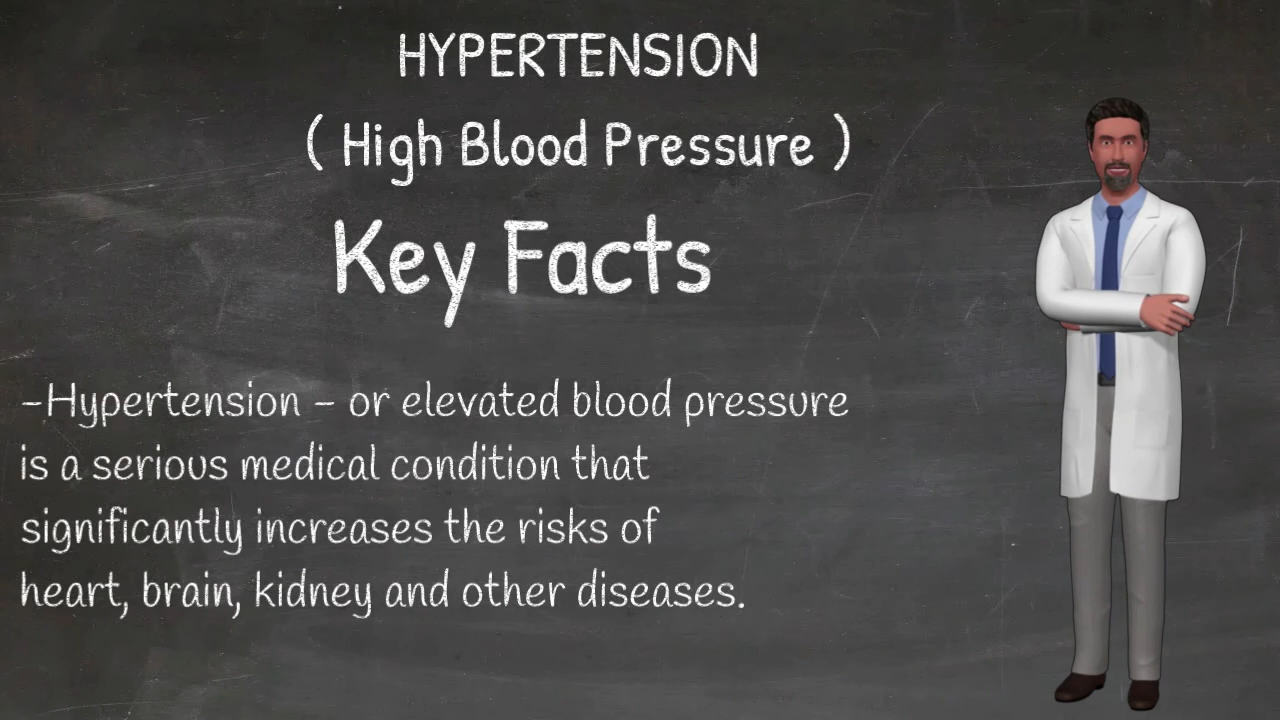 HYPERTENSION
( High Blood Pressure )
Key Facts
-Hypertension - or elevated blood pressure
is a serious medical condition that
significantly increases the risks of
heart, brain, kidney and other diseases.